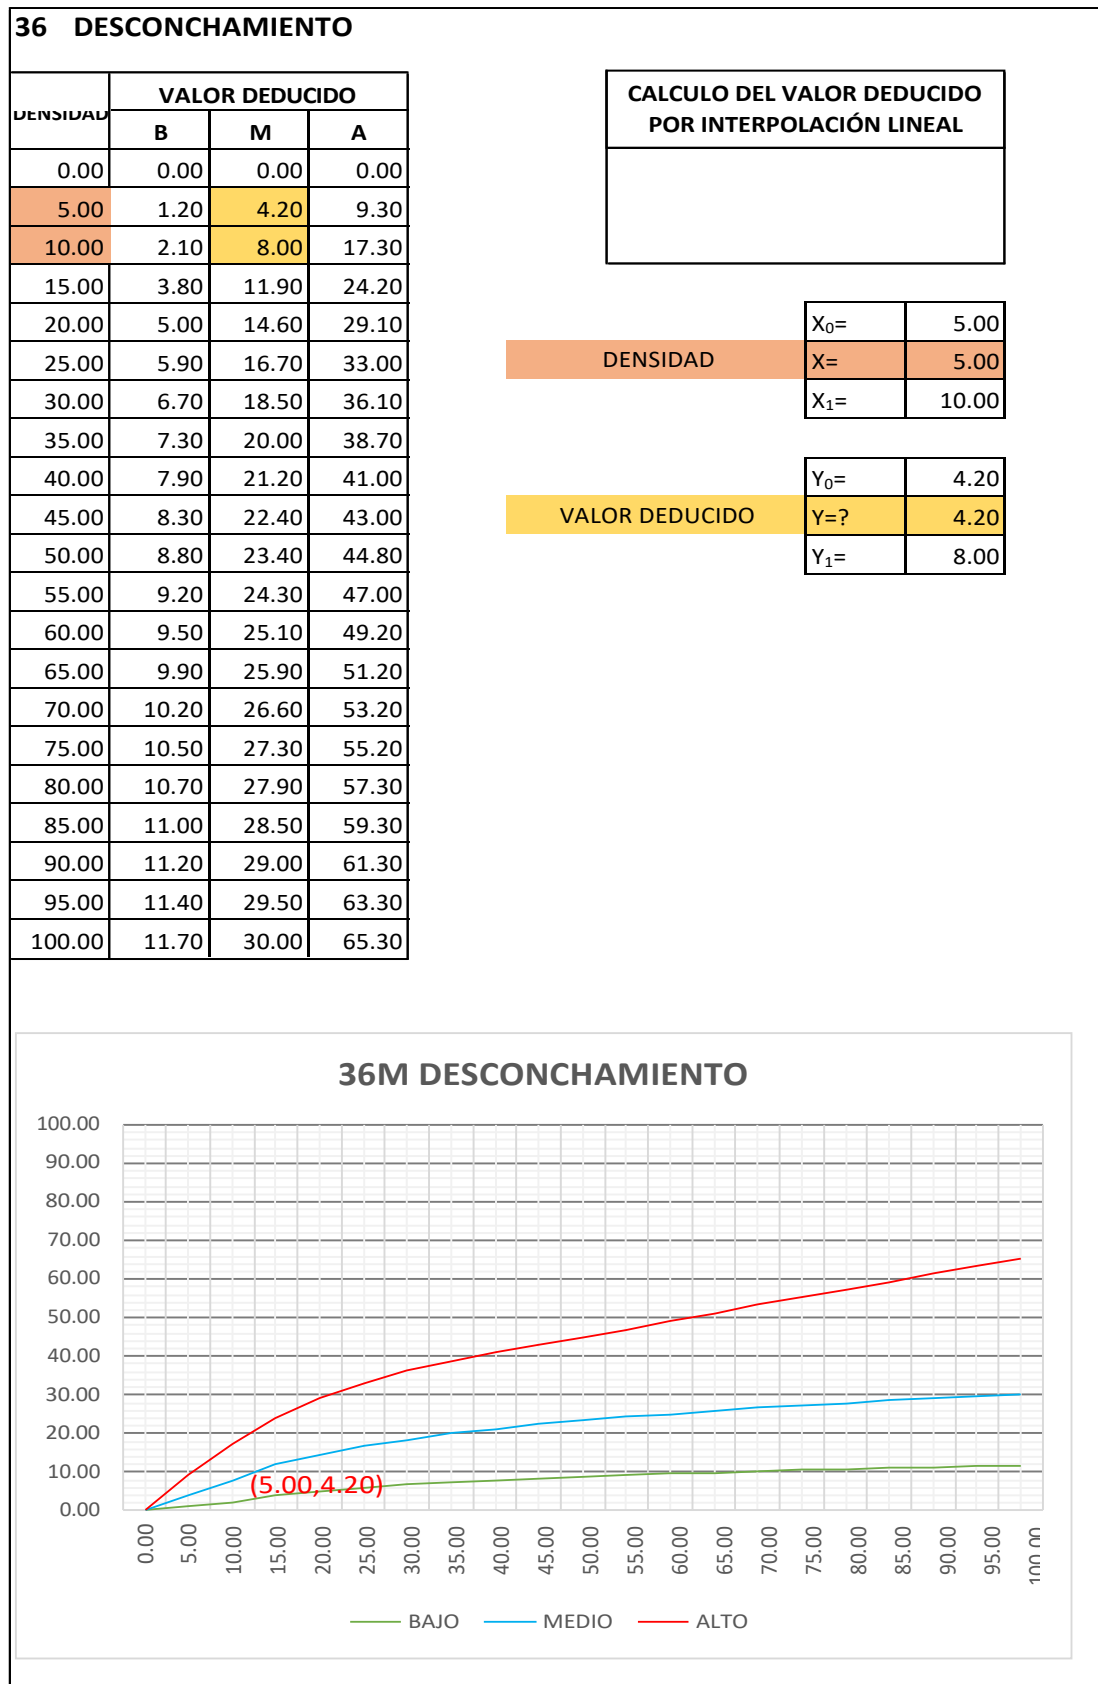 36 DESCONCHAMIENTO
DENSIDAD VALOR DEDUCIDO
B M A
0.00 0.00 0.00 0.00
5.00 1.20 4.20 9.30
10.00 2.10 8.00 17.30
15.00 3.80 11.90 24.20
20.00 5.00 14.60 29.10
25.00 5.90 16.70 33.00
30.00 6.70 18.50 36.10
35.00 7.30 20.00 38.70
40.00 7.90 21.20 41.00
45.00 8.30 22.40 43.00
50.00 8.80 23.40 44.80
55.00 9.20 24.30 47.00
60.00 9.50 25.10 49.20
65.00 9.90 25.90 51.20
70.00 10.20 26.60 53.20
75.00 10.50 27.30 55.20
80.00 10.70 27.90 57.30
85.00 11.00 28.50 59.30
90.00 11.20 29.00 61.30
95.00 11.40 29.50 63.30
100.00 11.70 30.00 65.30
CALCULO DEL VALOR DEDUCIDO
POR INTERPOLACIÓN LINEAL
X₀= 5.00
DENSIDAD X= 5.00
X₁= 10.00
Y₀= 4.20
VALOR DEDUCIDO Y=? 4.20
Y₁= 8.00
36M DESCONCHAMIENTO
100.00
90.00
80.00
70.00
60.00
50.00
40.00
30.00
20.00
10.00
0.00
(5.00,4.20)
0.00 5.00 10.00 15.00 20.00 25.00 30.00 35.00 40.00 45.00 50.00 55.00 60.00 65.00 70.00 75.00 80.00 85.00 90.00 95.00 100.00
BAJO MEDIO ALTO